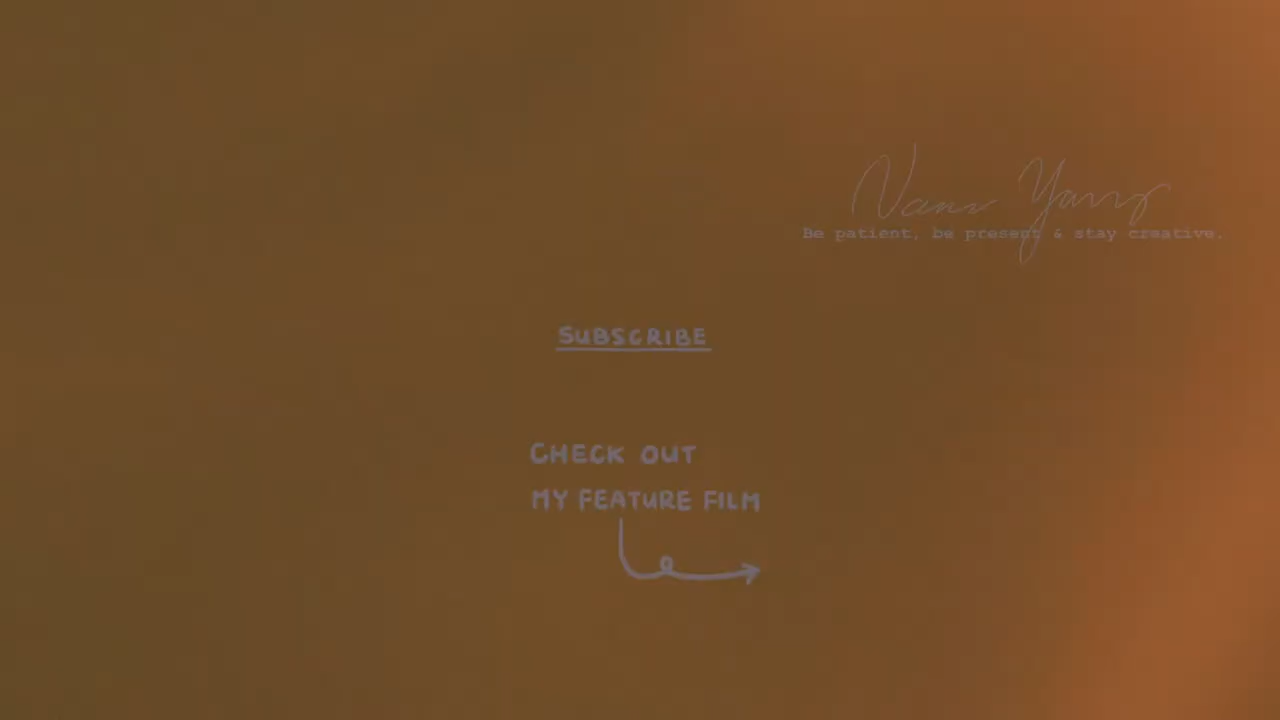 Be patient, be present & stay creative.
SUBSCRIBE
CHECK OUT
MY FEATURE FILM